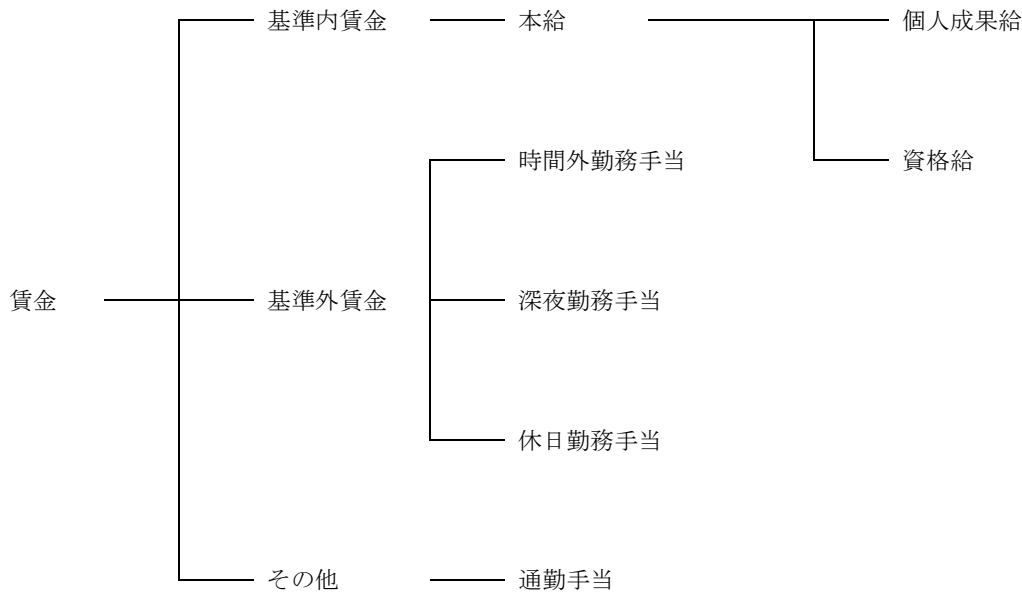 基準内賃金 本給 個人成果給
時間外勤務手当 資格給
賃金 基準外賃金 深夜勤務手当
休日勤務手当
その他 通勤手当